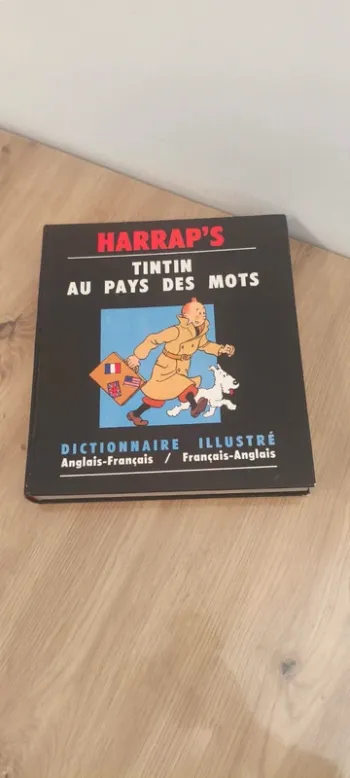 HARRAP'S
TINTIN
AU PAYS DES MOTS
DICTIONNAIRE ILLUSTRÉ
Anglais-Français / Français-Anglais